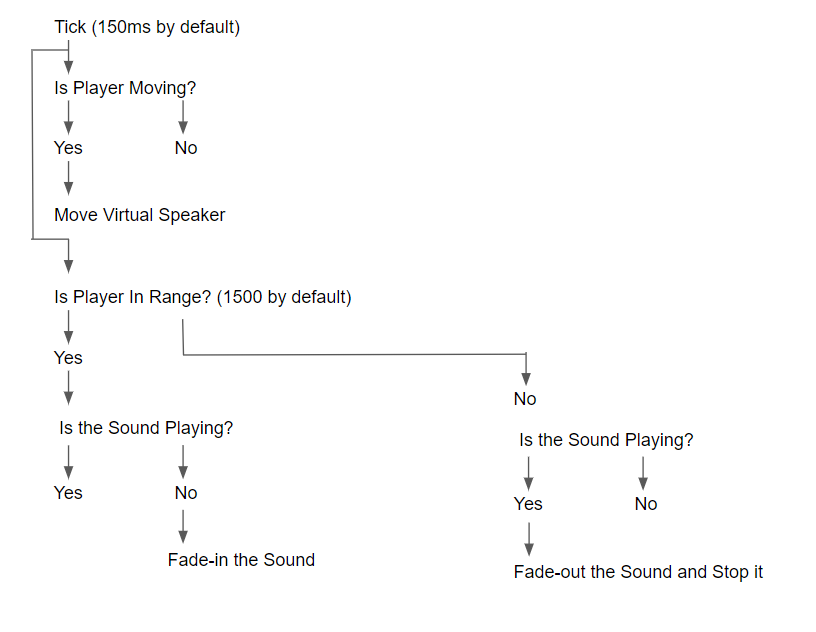 Tick (150ms by default)
Is Player Moving?
Yes
No
Move Virtual Speaker
Is Player In Range? (1500 by default)
Yes
Is the Sound Playing?
Yes
No
Fade-in the Sound
No
Is the Sound Playing?
Yes
No
Fade-out the Sound and Stop it